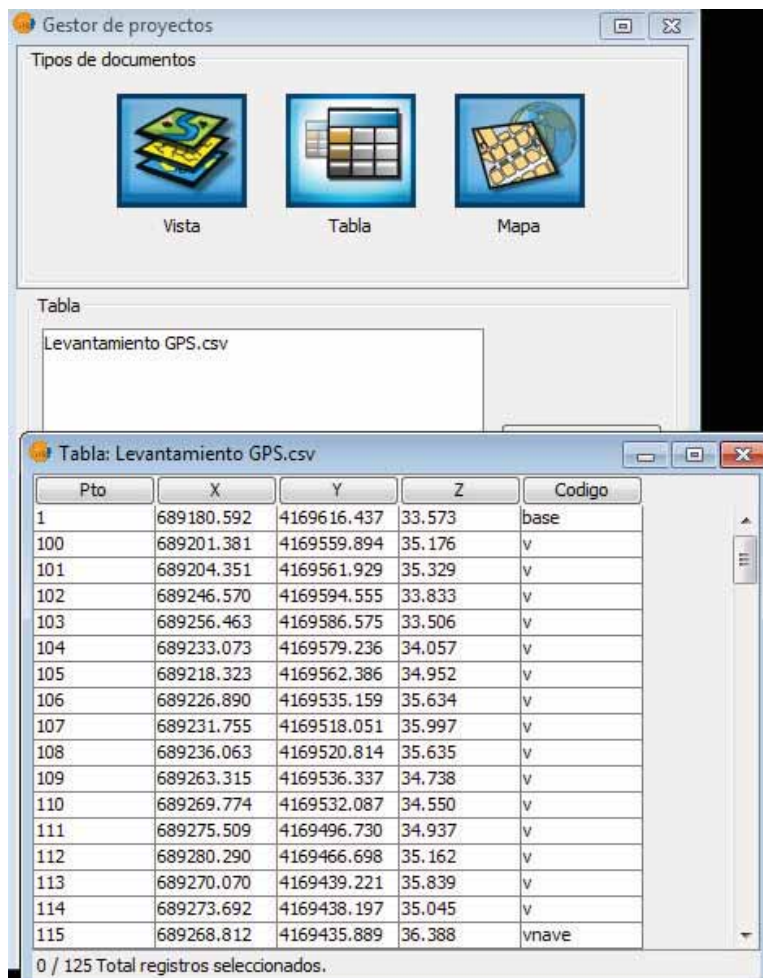 Gestor de proyectos
Tipos de documentos
Vista Tabla Mapa
Tabla
Levantamiento GPS.csv
Tabla: Levantamiento GPS.csv
Pto X Y Z Codigo
1 689180.592 4169616.437 33.573 base
100 689201.381 4169559.894 35.176 v
101 689204.351 4169561.929 35.329 v
102 689246.570 4169594.555 33.833 v
103 689256.463 4169586.575 33.506 v
104 689233.073 4169579.236 34.057 v
105 689218.323 4169562.386 34.952 v
106 689226.890 4169535.159 35.634 v
107 689231.755 4169518.051 35.997 v
108 689236.063 4169520.814 35.635 v
109 689263.315 4169536.337 34.738 v
110 689269.774 4169532.087 34.550 v
111 689275.509 4169496.730 34.937 v
112 689280.290 4169466.698 35.162 v
113 689270.070 4169439.221 35.839 v
114 689273.692 4169438.197 35.045 v
115 689268.812 4169435.889 36.388 vnave
0 / 125 Total registros seleccionados.